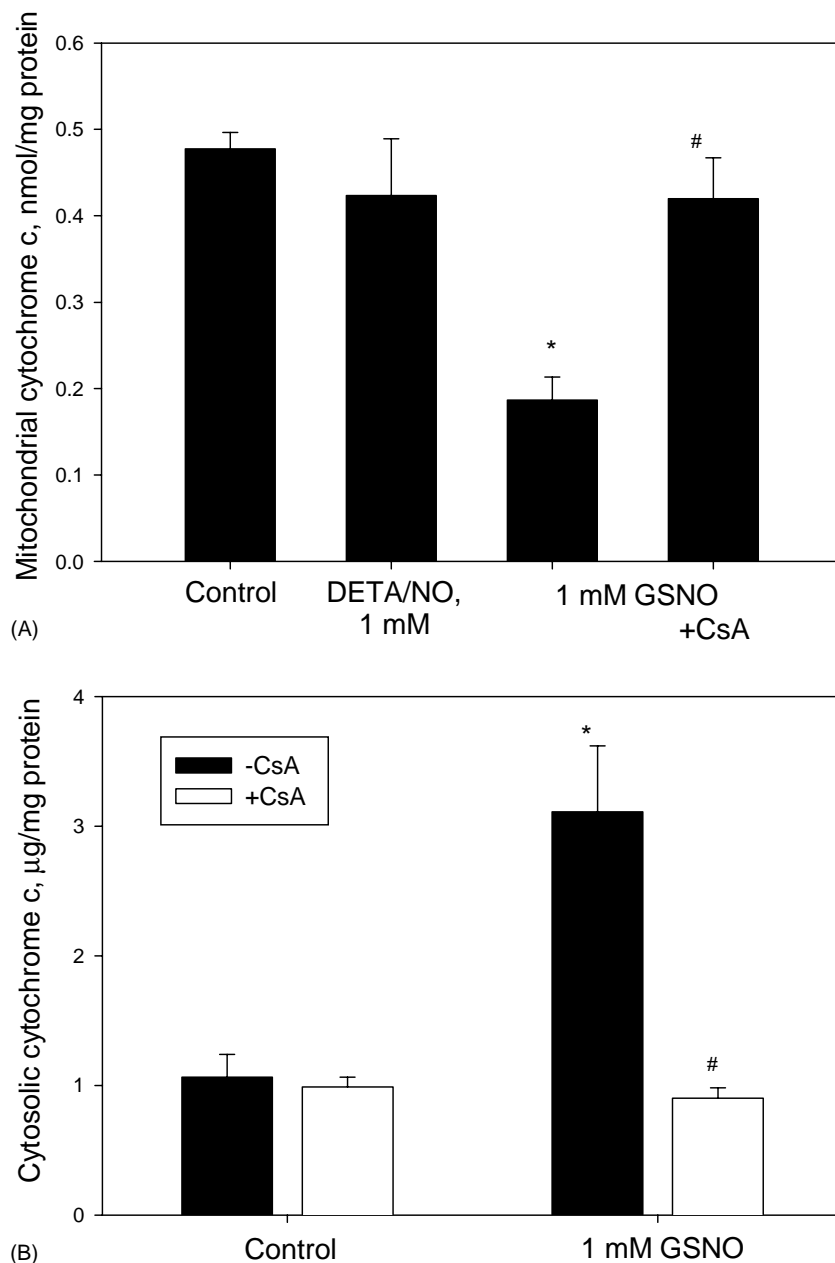 Mitochondrial cytochrome c, nmol/mg protein
0.6
0.5
0.4
0.3
0.2
0.1
0.0
*
#
Control
DETA/NO,
1 mM
1 mM GSNO
+CsA
(A)
Cytosolic cytochrome c, μg/mg protein
4
3
2
1
0
-CsA
+CsA
*
#
Control
1 mM GSNO
(B)